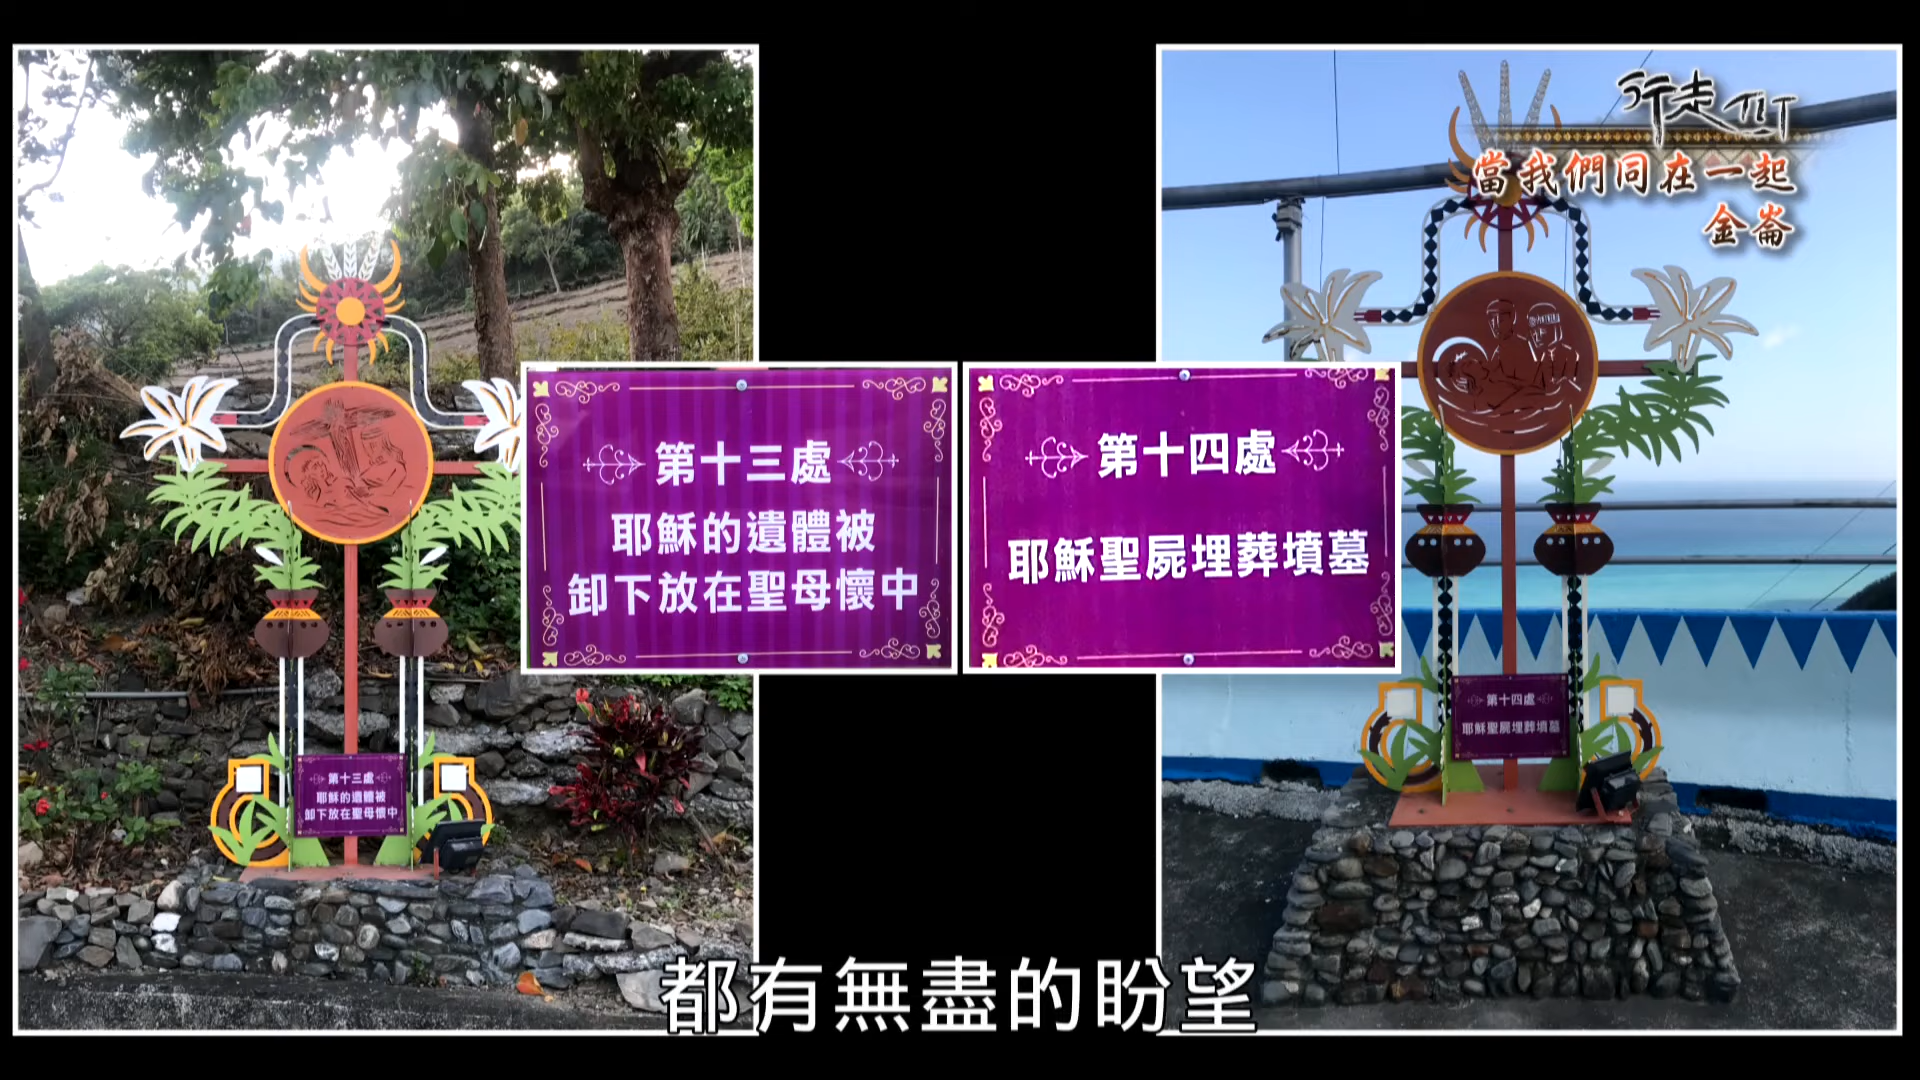 行走TIT
當我們同在一起
金崙
第十三處
耶穌的遺體被
卸下放在聖母懷中
第十四處
耶穌聖屍埋葬墳墓
第十三處
耶穌的遺體被
卸下放在聖母懷中
第十四處
耶穌聖屍埋葬墳墓
都有無盡的盼望